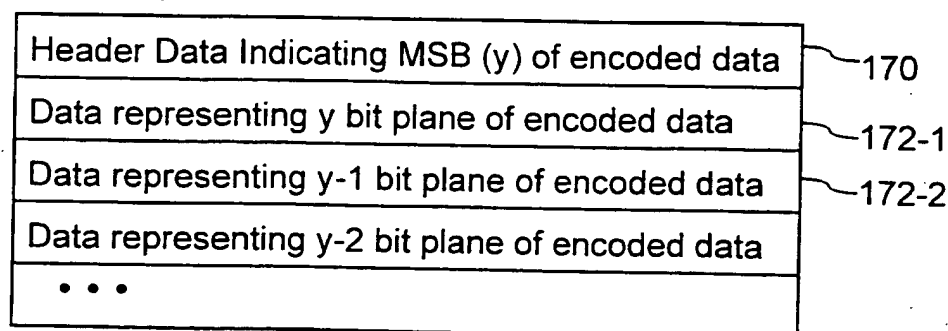 Header Data Indicating MSB (y) of encoded data 170
Data representing y bit plane of encoded data 172-1
Data representing y-1 bit plane of encoded data 172-2
Data representing y-2 bit plane of encoded data
• • •